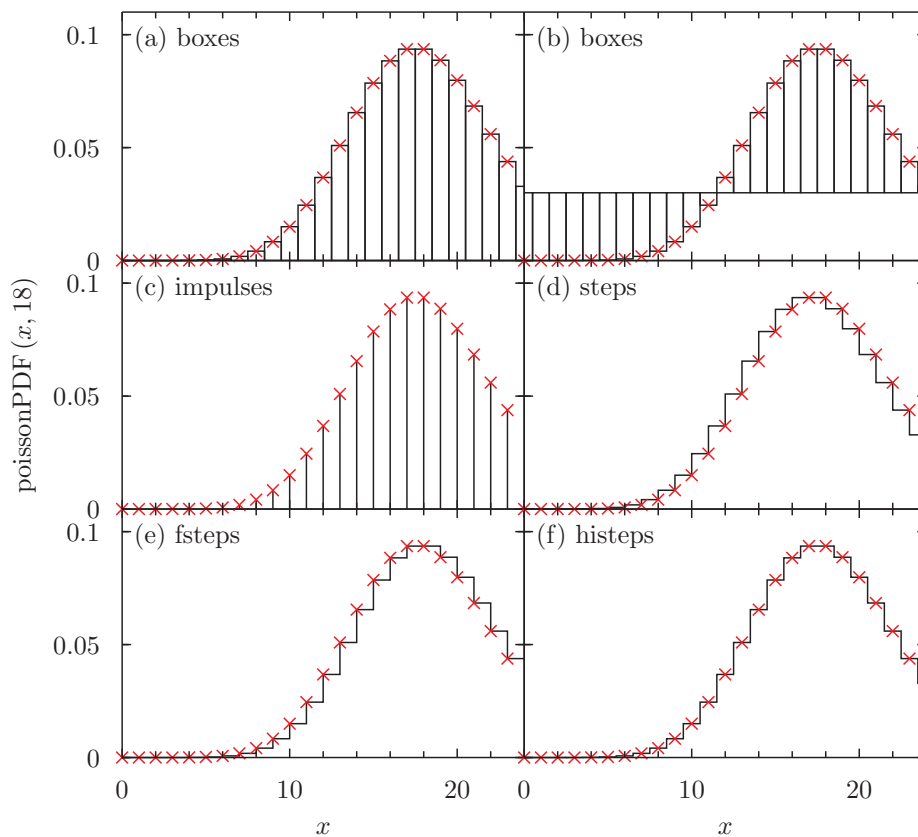 0.1
(a) boxes
(b) boxes
0.05
0
0.1
(c) impulses
(d) steps
poissonPDF(x, 18)
0.05
0
0.1
(e) fsteps
(f) histeps
0.05
0
0 10 20 0 10 20
x x